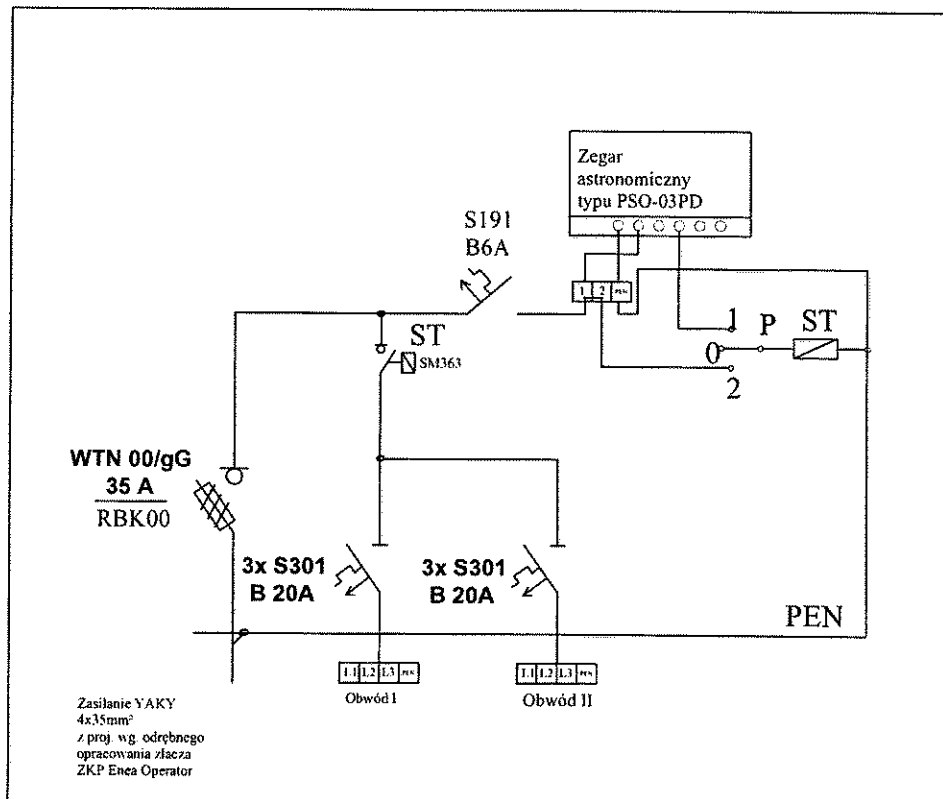 Zegar
astronomiczny
typu PSO-03PD
S191
B6A
1 2 PEN
1
P
ST
0
2
ST
SM363
WTN 00/gG
35 A
RBK00
3x S301
B 20A
3x S301
B 20A
PEN
L1 L2 L3 PEN
L1 L2 L3 PEN
Obwód I
Obwód II
Zasilanie YAKY
4x35mm²
z proj. wg. odrębnego
opracowania złacza
ZKP Enea Operator